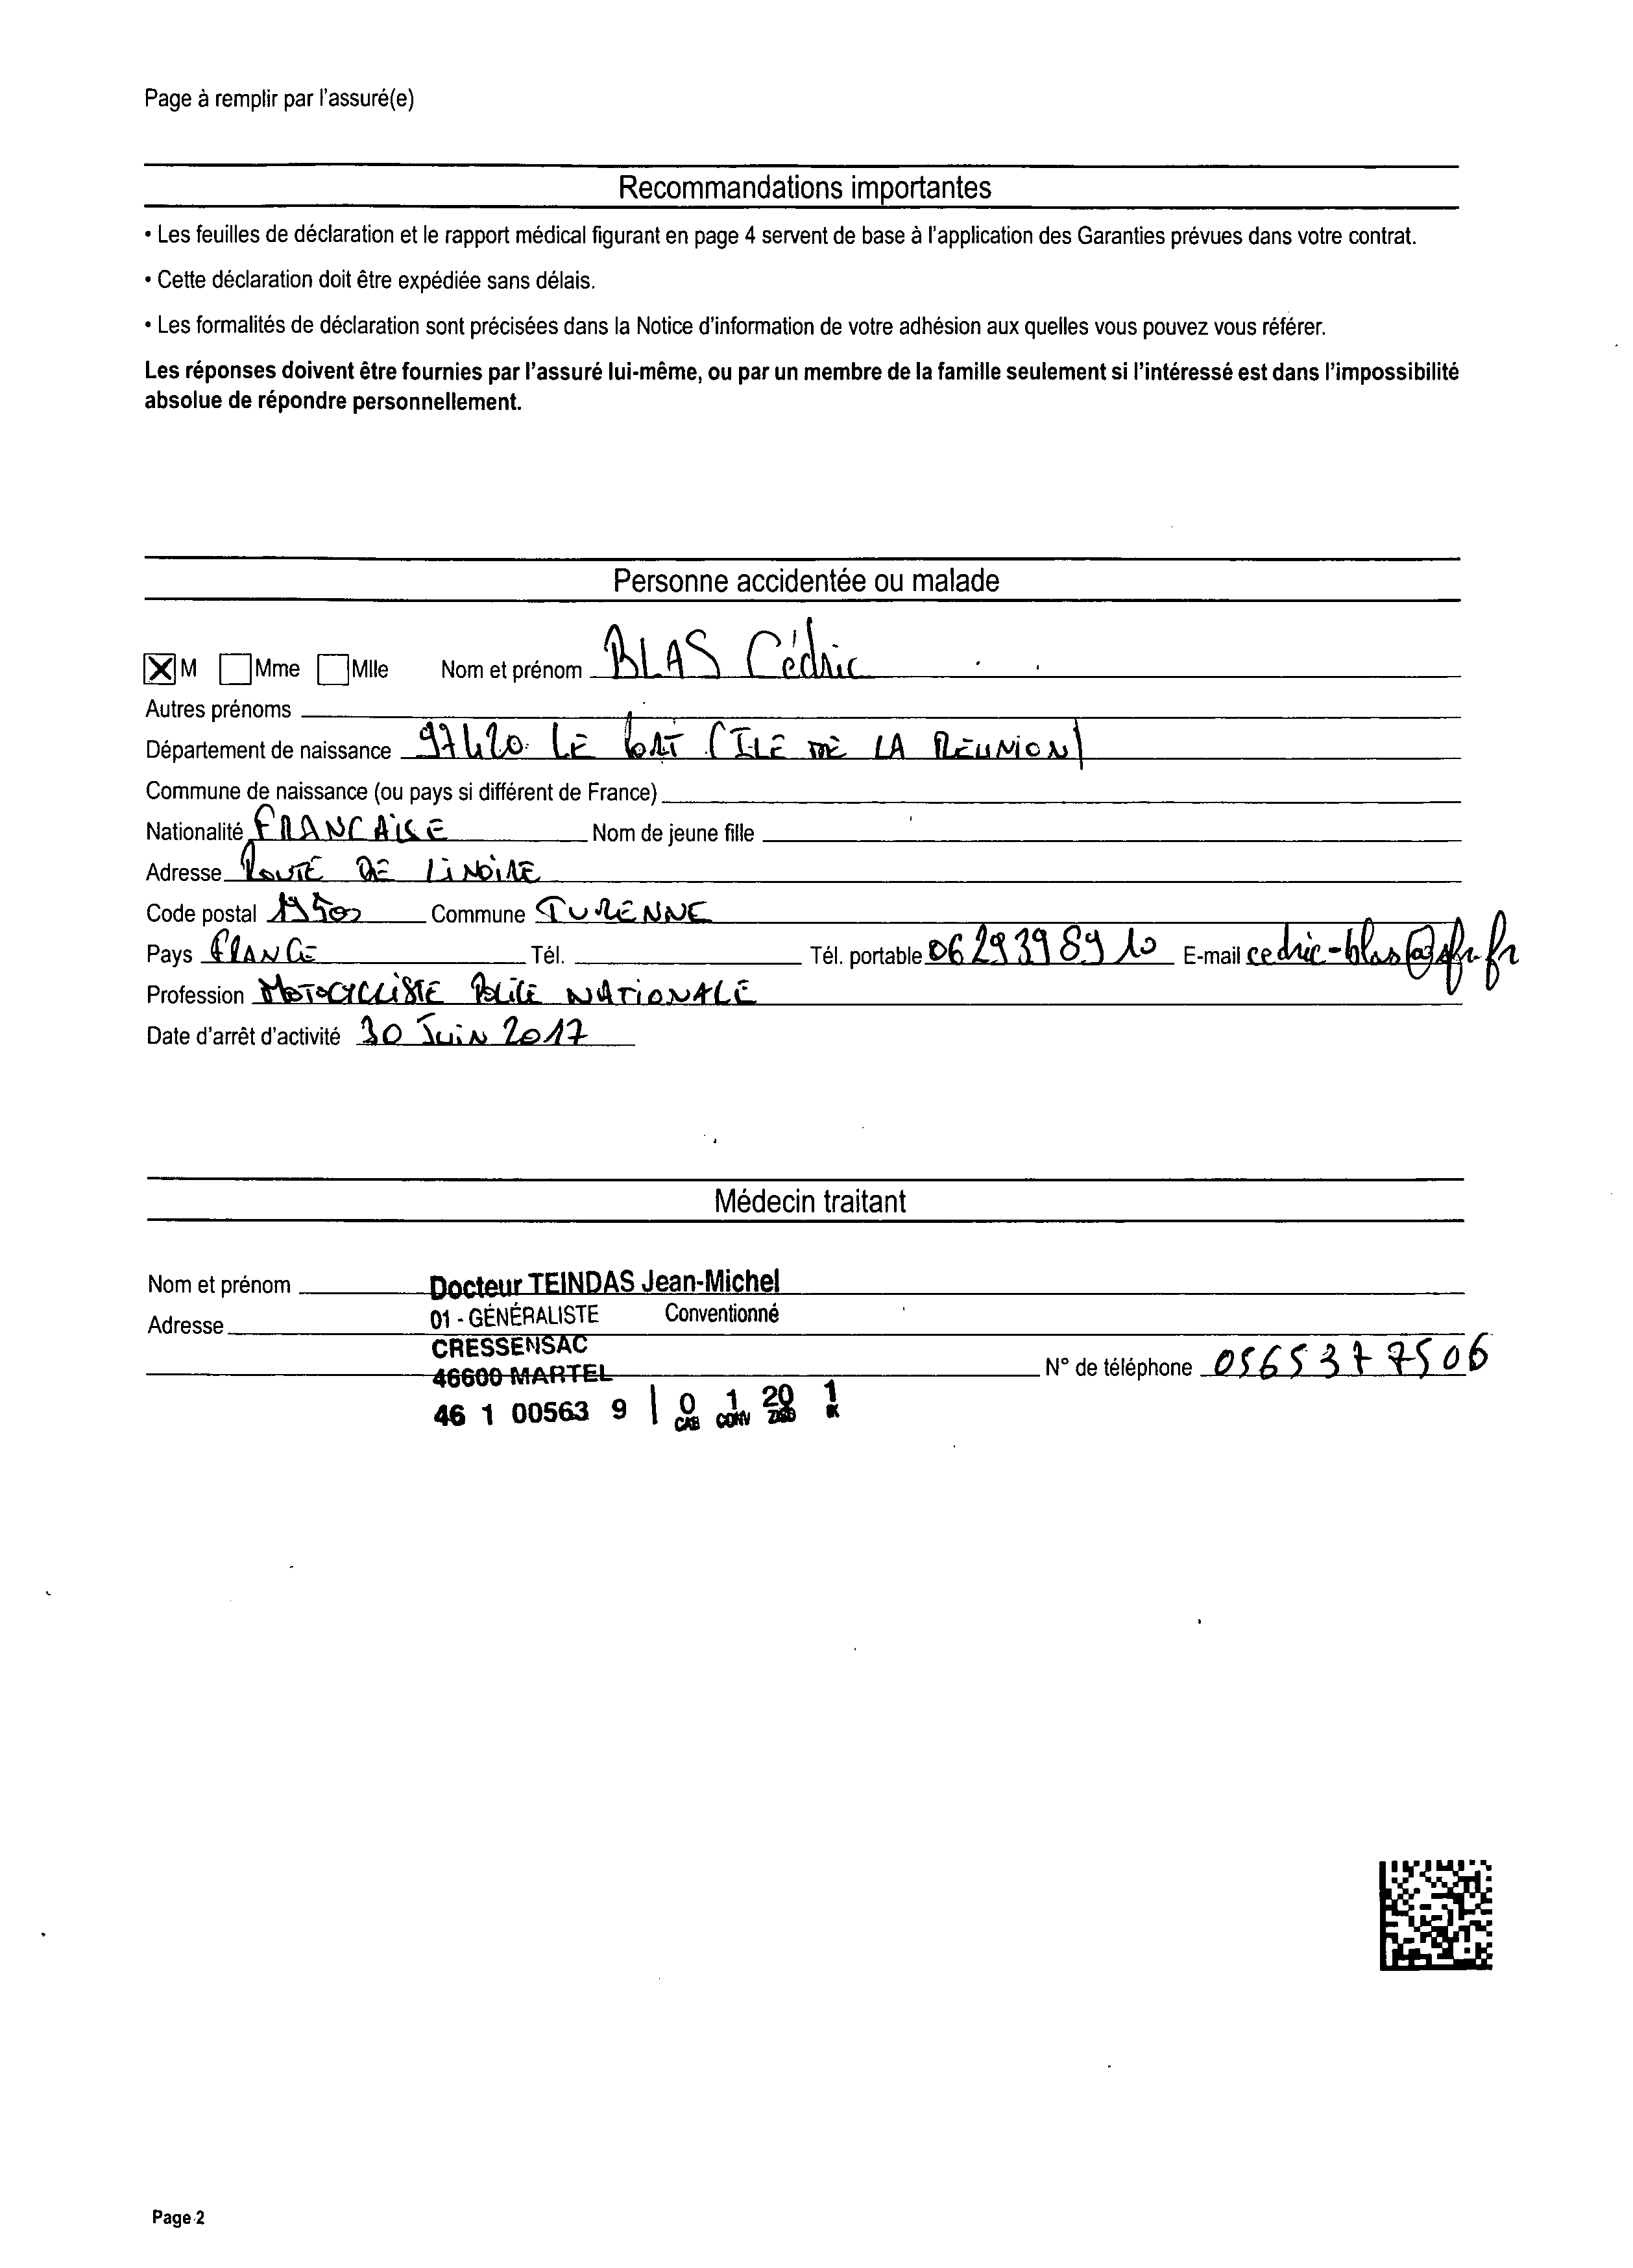 Page à remplir par l'assuré(e)
Recommandations importantes
• Les feuilles de déclaration et le rapport médical figurant en page 4 servent de base à l'application des Garanties prévues dans votre contrat.
• Cette déclaration doit être expédiée sans délais.
• Les formalités de déclaration sont précisées dans la Notice d'information de votre adhésion aux quelles vous pouvez vous référer.
Les réponses doivent être fournies par l'assuré lui-même, ou par un membre de la famille seulement si l'intéressé est dans l'impossibilité
absolue de répondre personnellement.
Personne accidentée ou malade
M Mme Mlle Nom et prénom BLAS Cédric
Autres prénoms
Département de naissance 97420 LE PORT (ILE DE LA REUNION)
Commune de naissance (ou pays si différent de France)
Nationalité FRANCAISE Nom de jeune fille
Adresse ROUTE DE LINOIRE
Code postal 19500 Commune TURENNE
Pays FRANCE Tél. Tél. portable 06 29 39 89 10 E-mail cedric-blas@sfr.fr
Profession MOTOCYCLISTE POLICE NATIONALE
Date d'arrêt d'activité 30 Juin 2017
Médecin traitant
Nom et prénom Docteur TEINDAS Jean-Michel
01 - GÉNÉRALISTE Conventionné
Adresse
CRESSENSAC
46600 MARTEL N° de téléphone 0565377506
46 1 00563 9 | 0 1 20 1
CAB CONV ZISD IK
Page 2